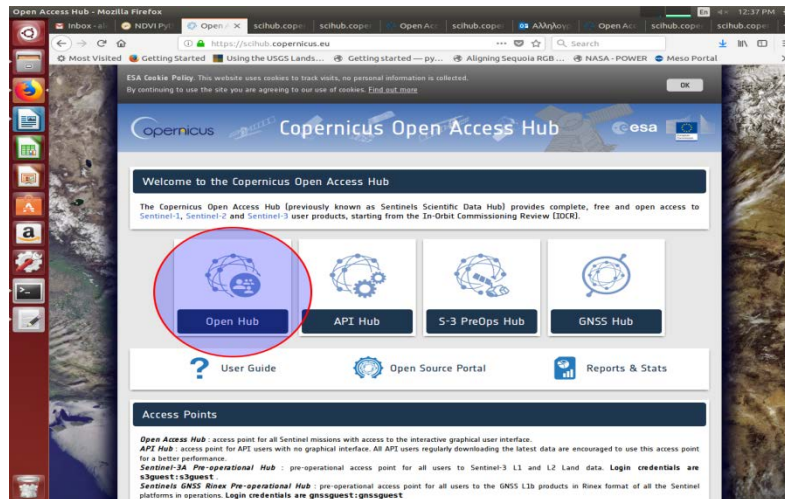 Open Access Hub - Mozilla Firefox
En
12:37 PM
Inbox - ali
NDVI Pyt
Open A
scihub.cope
scihub.cope
Open Acc
scihub.cope
Αλληλογ
Open Acc
scihub.cope
scihub.cope
https://scihub.copernicus.eu
Search
Most Visited
Getting Started
Using the USGS Lands...
Getting started — py...
Aligning Sequoia RGB ...
NASA - POWER
Meso Portal
ESA Cookie Policy. This website uses cookies to track visits, no personal information is collected.
By continuing to use the site you are agreeing to our use of cookies. Find out more
OK
opernicus
Copernicus Open Access Hub
esa
Welcome to the Copernicus Open Access Hub
The Copernicus Open Access Hub (previously known as Sentinels Scientific Data Hub) provides complete, free and open access to
Sentinel-1, Sentinel-2 and Sentinel-3 user products, starting from the In-Orbit Commissioning Review (IOCR).
Open Hub
API Hub
S-3 PreOps Hub
GNSS Hub
User Guide
Open Source Portal
Reports & Stats
Access Points
Open Access Hub : access point for all Sentinel missions with access to the interactive graphical user interface.
API Hub : access point for API users with no graphical interface. All API users regularly downloading the latest data are encouraged to use this access point
for a better performance.
Sentinel-3A Pre-operational Hub : pre-operational access point for all users to Sentinel-3 L1 and L2 Land data. Login credentials are
s3guest:s3guest .
Sentinels GNSS Rinex Pre-operational Hub : pre-operational access point for all users to the GNSS L1b products in Rinex format of all the Sentinel
platforms in operations. Login credentials are gnssguest:gnssguest